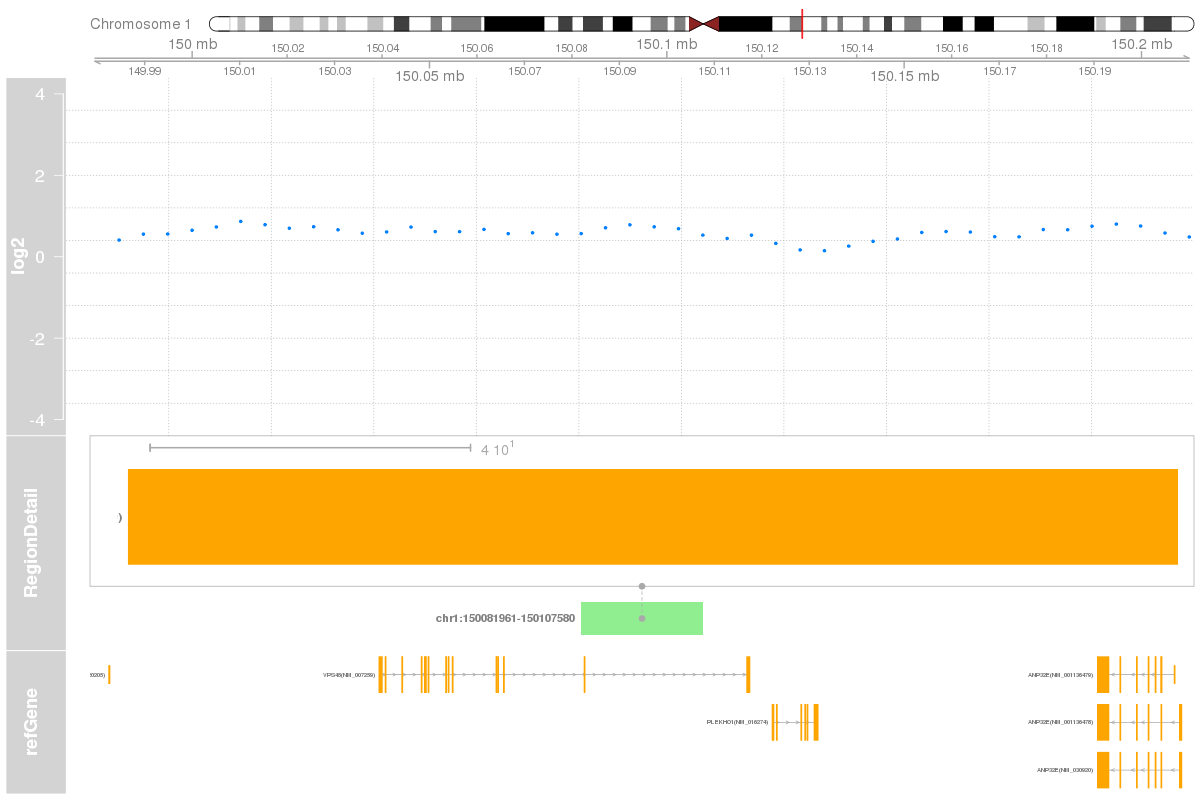 Chromosome 1
150 mb 150.02 150.04 150.06 150.08 150.1 mb 150.12 150.14 150.16 150.18 150.2 mb
149.99 150.01 150.03 150.05 mb 150.07 150.09 150.11 150.13 150.15 mb 150.17 150.19
4
2
0
-2
-4
log2
4 10^1
)
RegionDetail
chr1:150081961-150107580
refGene
VPS45(NM_007259)
ANP32E(NM_001136479)
PLEKHO1(NM_016274)
ANP32E(NM_001136478)
ANP32E(NM_030920)